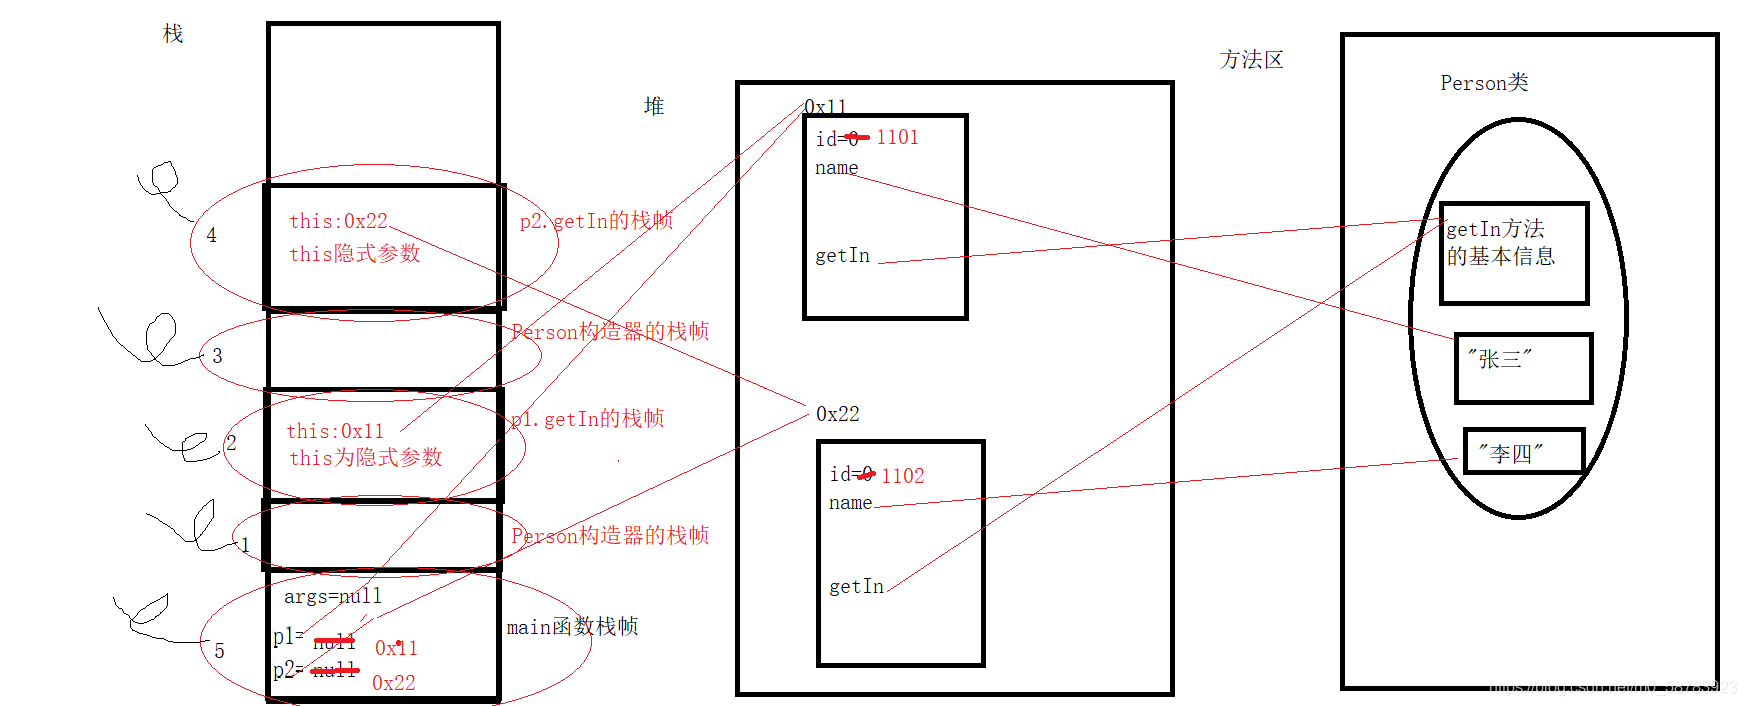 栈
堆
方法区
Person类
4
this:0x22
this隐式参数
p2.getIn的栈帧
3
Person构造器的栈帧
2
this:0x11
this为隐式参数
p1.getIn的栈帧
1
Person构造器的栈帧
5
args=null
p1= null 0x11
p2= null 0x22
main函数栈帧
0x11
id=0 1101
name
getIn
0x22
id=0 1102
name
getIn
getIn方法
的基本信息
"张三"
"李四"
https://blog.csdn.net/m0_58783923